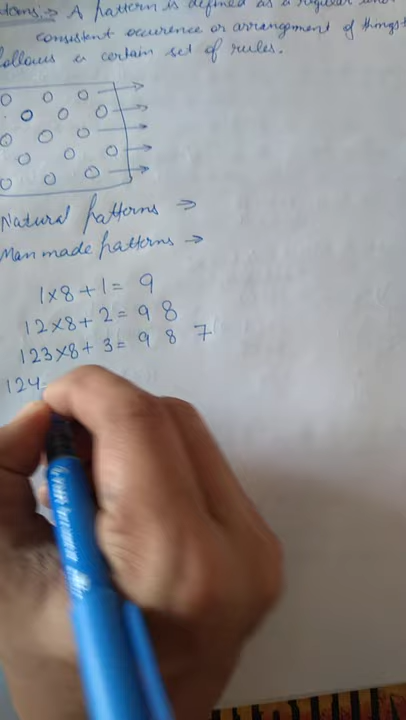 A pattern is defined as a regular and
consistent occurence or arrangement of things t
follows a certain set of rules.
Natural patterns ⇒
Man made patterns ⇒
1×8+1= 9
12×8+2= 9 8
123×8+3= 9 8 7
124